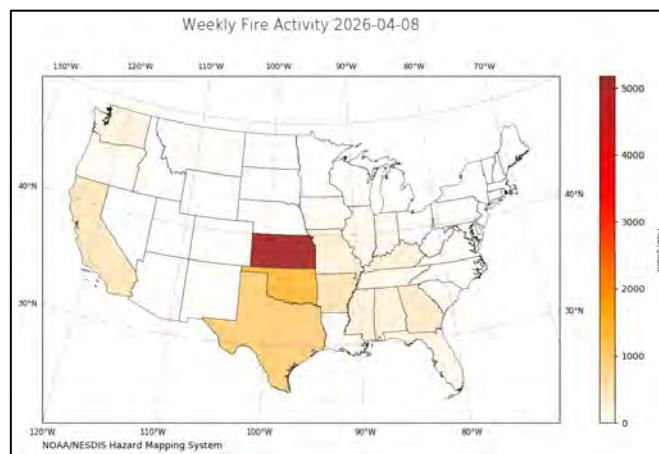 Weekly Fire Activity 2026-04-08
130°W 120°W 110°W 100°W 90°W 80°W 70°W
5000
4000
40°N 40°N
3000
2000
30°N 30°N
1000
0
120°W 110°W 100°W 90°W 80°W
NOAA/NESDIS Hazard Mapping System